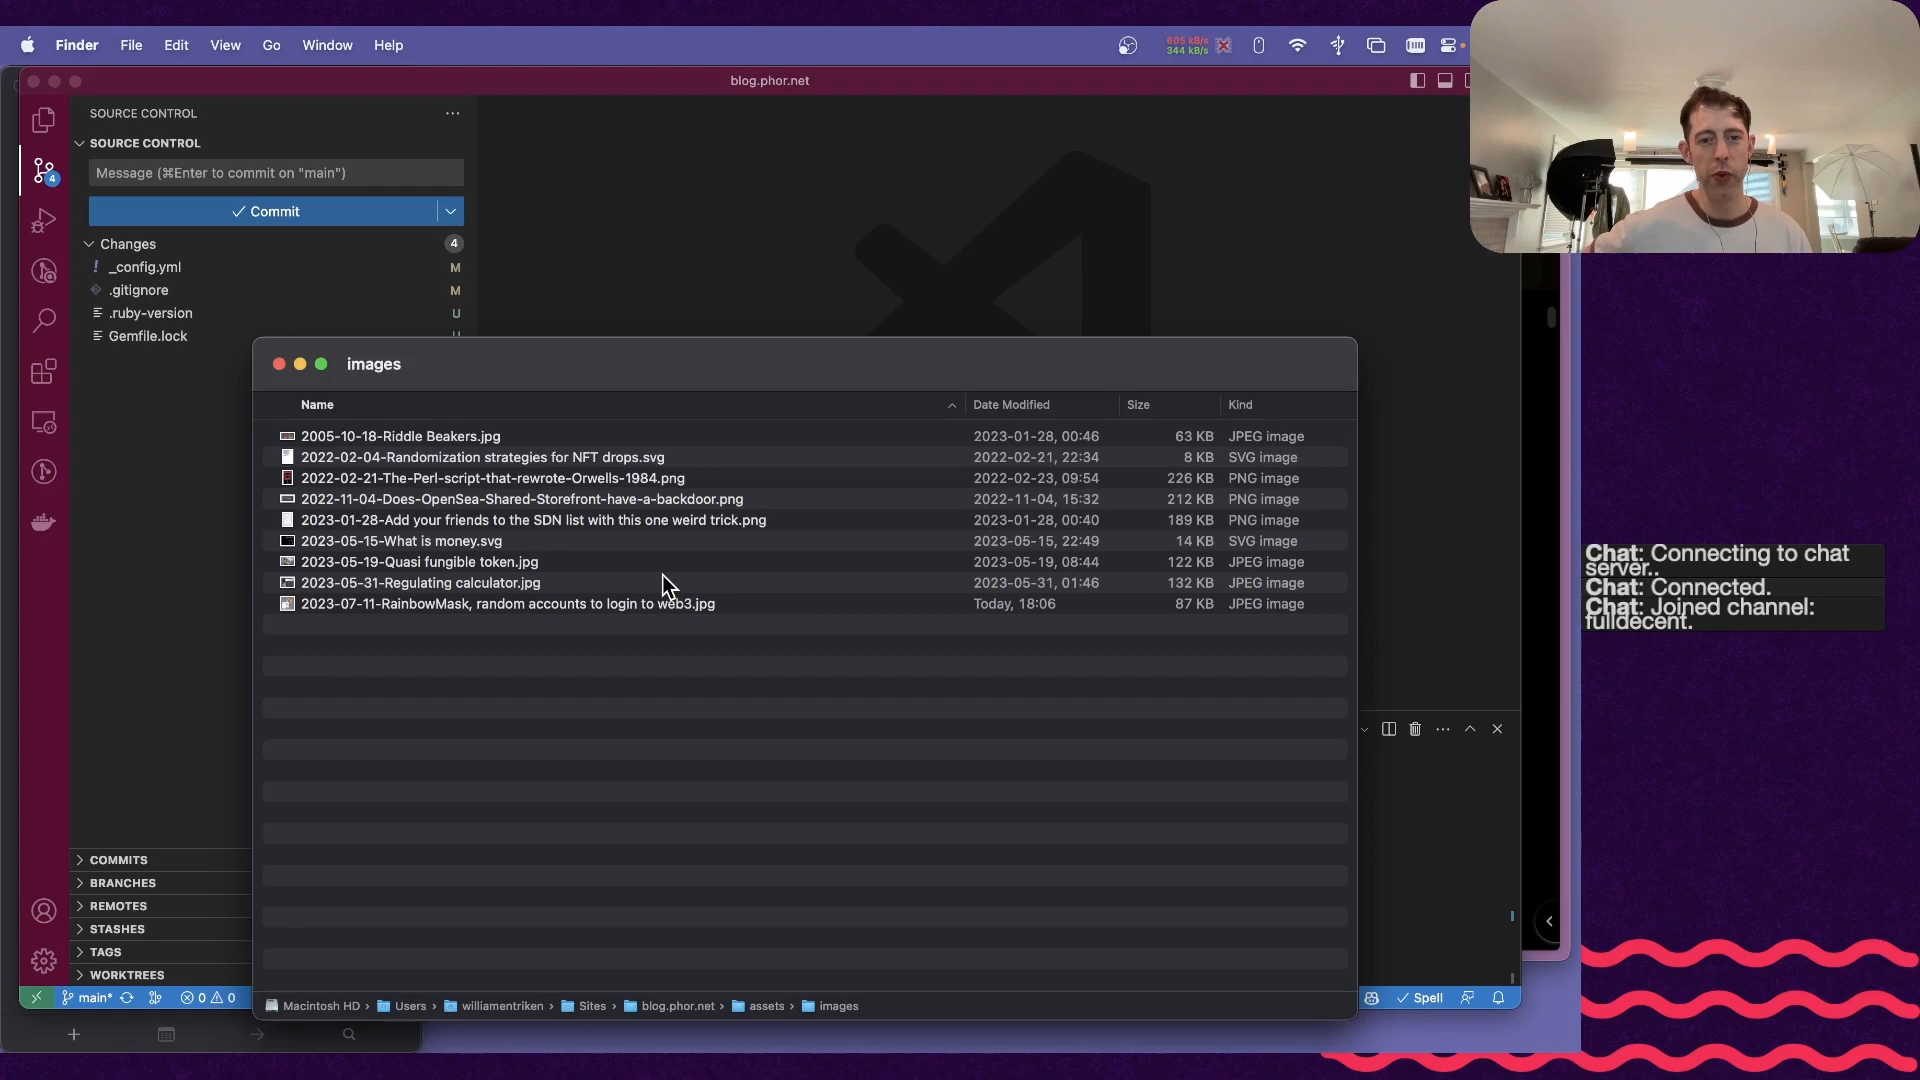 Finder File Edit View Go Window Help
605 kB/s
344 kB/s
blog.phor.net
SOURCE CONTROL
SOURCE CONTROL
Message (⌘Enter to commit on "main")
Commit
Changes 4
_config.yml M
.gitignore M
.ruby-version U
Gemfile.lock
4
images
Name Date Modified Size Kind
2005-10-18-Riddle Beakers.jpg 2023-01-28, 00:46 63 KB JPEG image
2022-02-04-Randomization strategies for NFT drops.svg 2022-02-21, 22:34 8 KB SVG image
2022-02-21-The-Perl-script-that-rewrote-Orwells-1984.png 2022-02-23, 09:54 226 KB PNG image
2022-11-04-Does-OpenSea-Shared-Storefront-have-a-backdoor.png 2022-11-04, 15:32 212 KB PNG image
2023-01-28-Add your friends to the SDN list with this one weird trick.png 2023-01-28, 00:40 189 KB PNG image
2023-05-15-What is money.svg 2023-05-15, 22:49 14 KB SVG image
2023-05-19-Quasi fungible token.jpg 2023-05-19, 08:44 122 KB JPEG image
2023-05-31-Regulating calculator.jpg 2023-05-31, 01:46 132 KB JPEG image
2023-07-11-RainbowMask, random accounts to login to web3.jpg Today, 18:06 87 KB JPEG image
Macintosh HD › Users › williamentriken › Sites › blog.phor.net › assets › images
COMMITS
BRANCHES
REMOTES
STASHES
TAGS
WORKTREES
main* 0 0
Spell
Chat: Connecting to chat
server..
Chat: Connected.
Chat: Joined channel:
fulldecent.